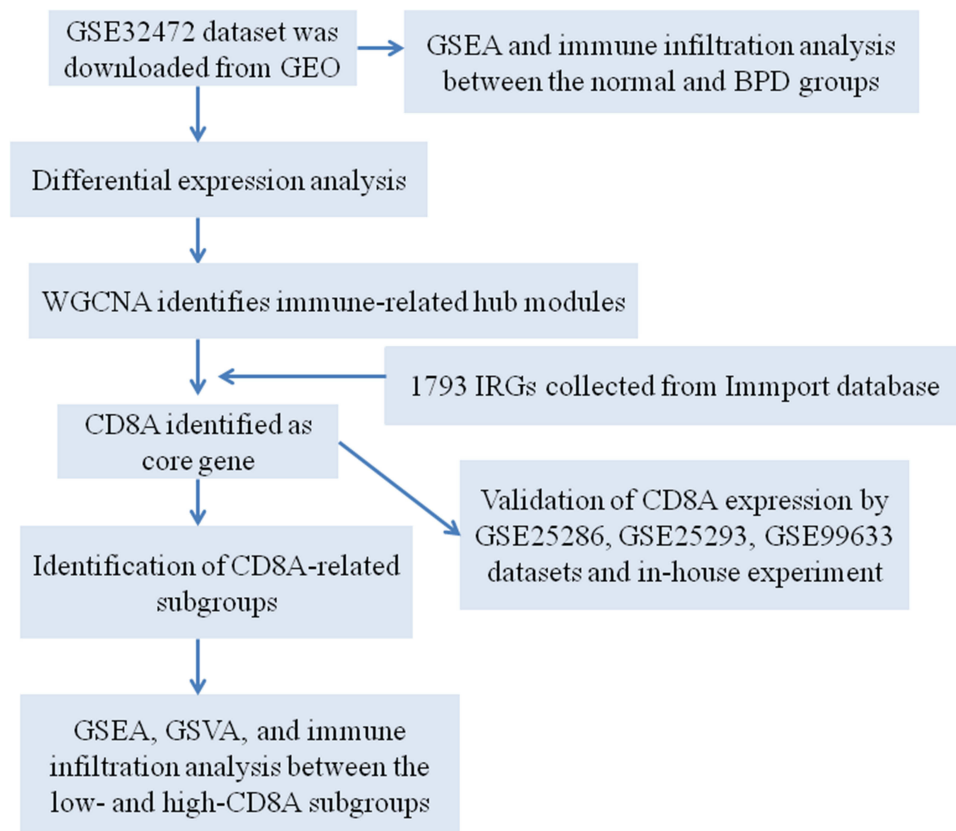 GSE32472 dataset was
downloaded from GEO
GSEA and immune infiltration analysis
between the normal and BPD groups
Differential expression analysis
WGCNA identifies immune-related hub modules
1793 IRGs collected from Immport database
CD8A identified as
core gene
Validation of CD8A expression by
GSE25286, GSE25293, GSE99633
datasets and in-house experiment
Identification of CD8A-related
subgroups
GSEA, GSVA, and immune
infiltration analysis between the
low- and high-CD8A subgroups